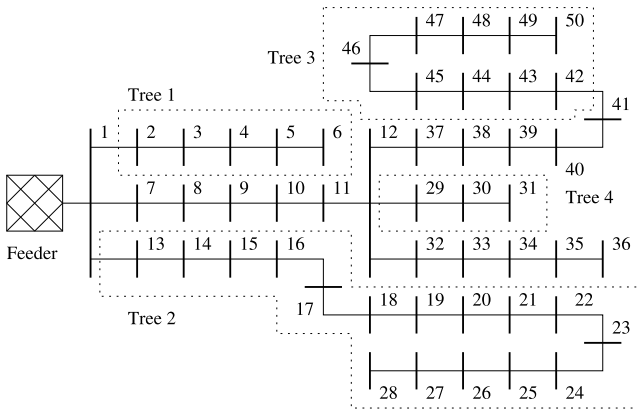 47 48 49 50
46
Tree 3
45 44 43 42
Tree 1
41
1 2 3 4 5 6 12 37 38 39
40
7 8 9 10 11 29 30 31
Tree 4
Feeder
13 14 15 16 32 33 34 35 36
17
Tree 2
18 19 20 21 22
23
28 27 26 25 24